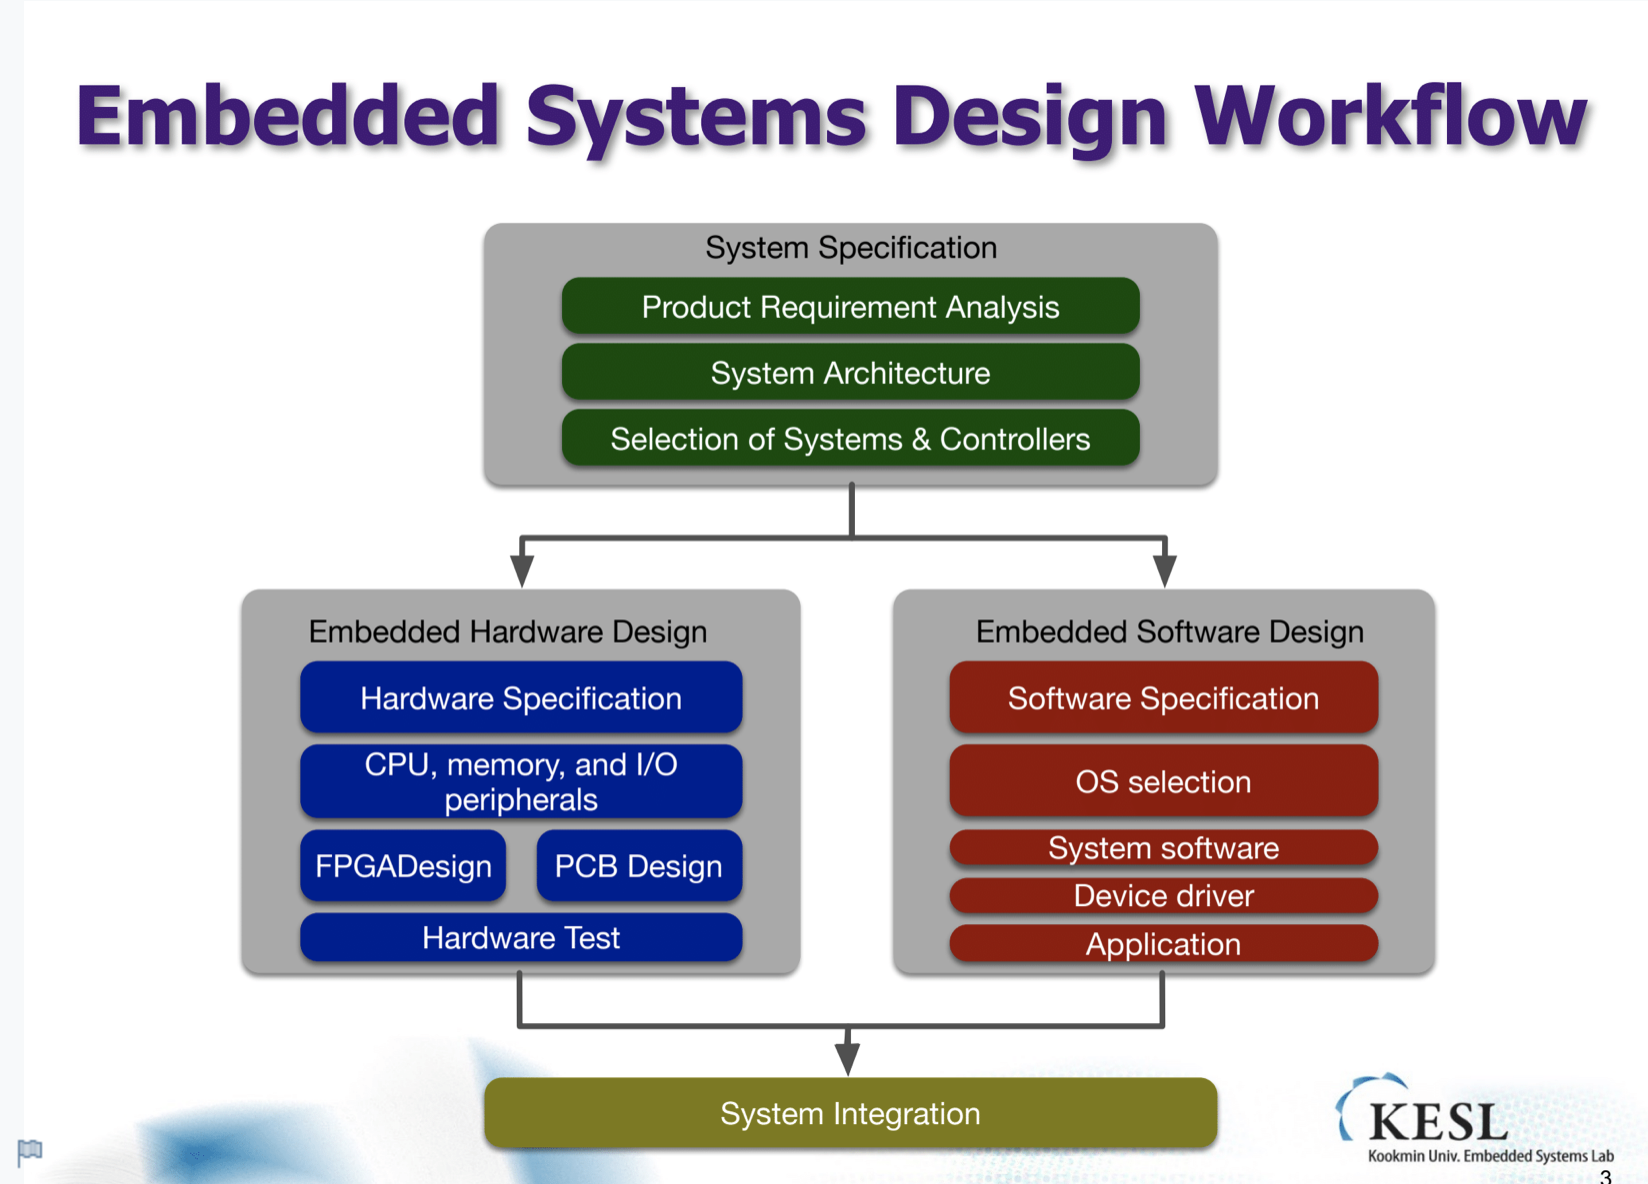 Embedded Systems Design Workflow
System Specification
Product Requirement Analysis
System Architecture
Selection of Systems & Controllers
Embedded Hardware Design
Hardware Specification
CPU, memory, and I/O
peripherals
FPGADesign
PCB Design
Hardware Test
Embedded Software Design
Software Specification
OS selection
System software
Device driver
Application
System Integration
KESL
Kookmin Univ. Embedded Systems Lab
3